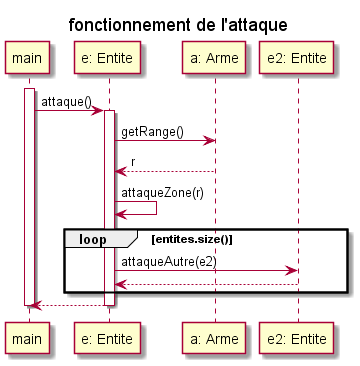 fonctionnement de l'attaque
main
e: Entite
a: Arme
e2: Entite
attaque()
getRange()
r
attaqueZone(r)
loop [entites.size()]
attaqueAutre(e2)
main
e: Entite
a: Arme
e2: Entite